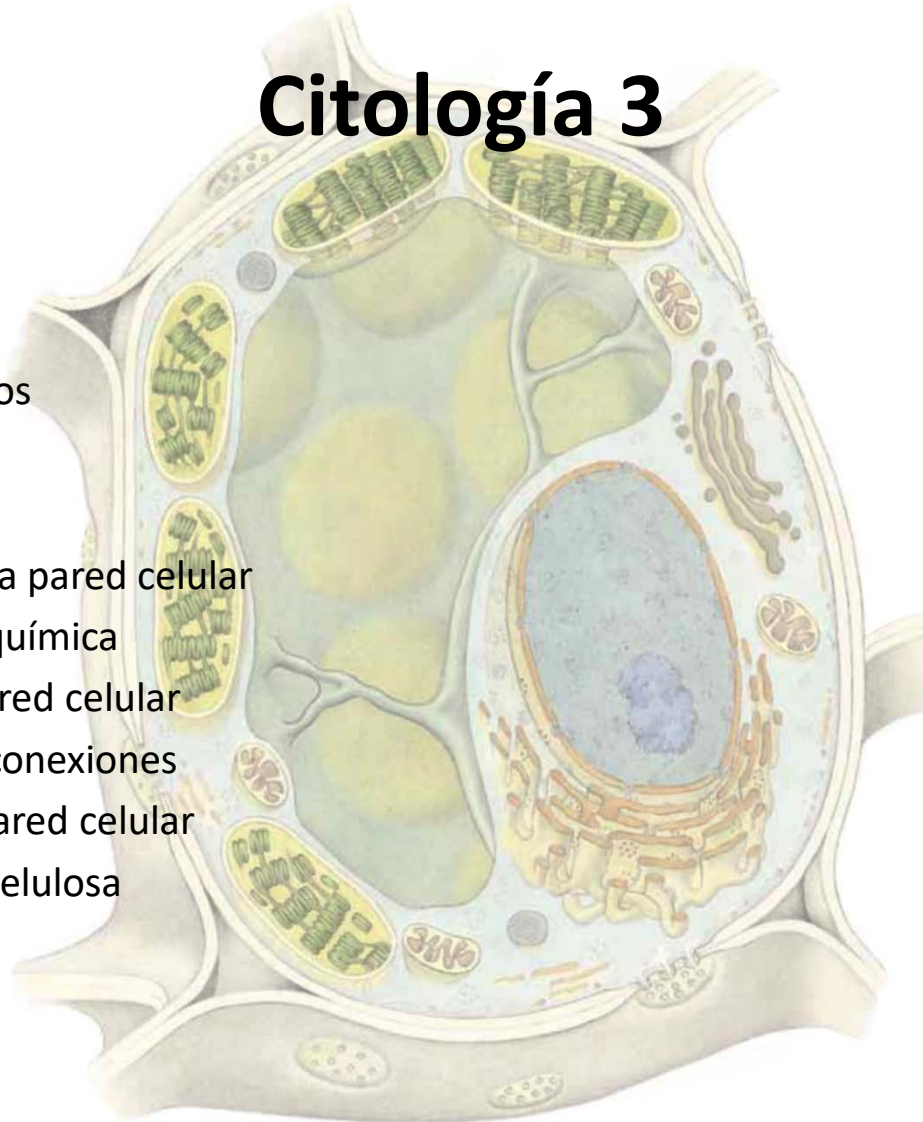 Citología 3
os
a pared celular
química
red celular
conexiones
ared celular
elulosa